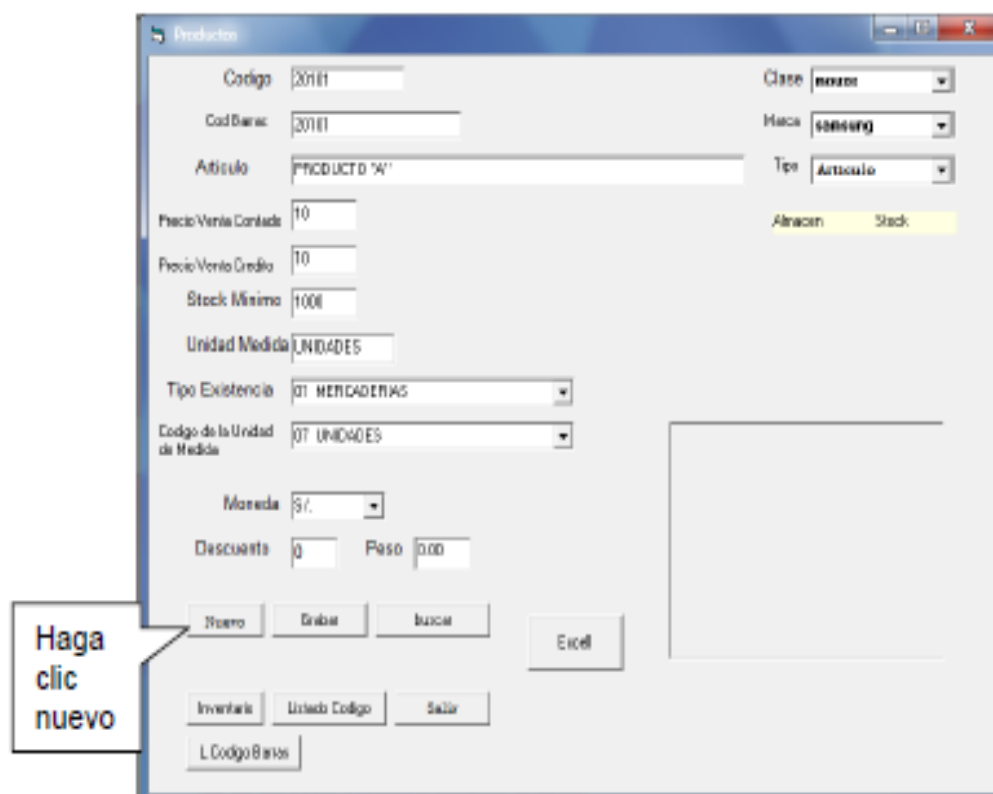 Productos
Codigo 20101
Clase mouse
Cod Barras 20101
Marca samsung
Articulo PRODUCTO "A"
Tipo Articulo
Precio Venta Contado 10
Almacen Stock
Precio Venta Credito 10
Stock Minimo 1000
Unidad Medida UNIDADES
Tipo Existencia 01 MERCADERIAS
Codigo de la Unidad
de Medida
07 UNIDADES
Moneda S/.
Descuento 0 Peso 0.00
Nuevo Grabar buscar
Excell
Haga
clic
nuevo
Inventario Listado Codigo Salir
L.Codigo Barras